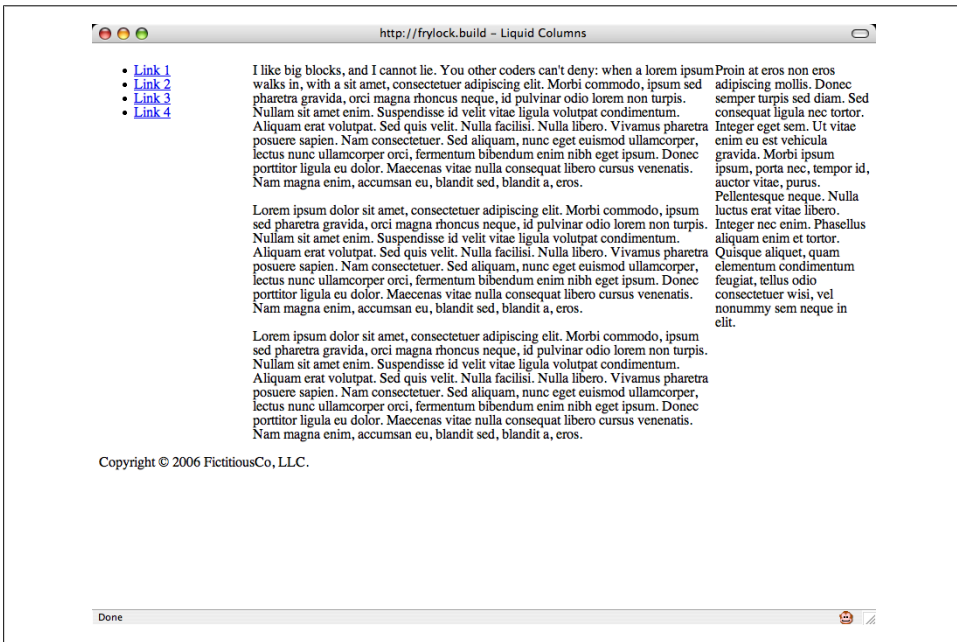 http://frylock.build – Liquid Columns
Link 1
Link 2
Link 3
Link 4
I like big blocks, and I cannot lie. You other coders can't deny: when a lorem ipsum
walks in, with a sit amet, consectetuer adipiscing elit. Morbi commodo, ipsum sed
pharetra gravida, orci magna rhoncus neque, id pulvinar odio lorem non turpis.
Nullam sit amet enim. Suspendisse id velit vitae ligula volutpat condimentum.
Aliquam erat volutpat. Sed quis velit. Nulla facilisi. Nulla libero. Vivamus pharetra
posuere sapien. Nam consectetuer. Sed aliquam, nunc eget euismod ullamcorper,
lectus nunc ullamcorper orci, fermentum bibendum enim nibh eget ipsum. Donec
porttitor ligula eu dolor. Maecenas vitae nulla consequat libero cursus venenatis.
Nam magna enim, accumsan eu, blandit sed, blandit a, eros.
Lorem ipsum dolor sit amet, consectetuer adipiscing elit. Morbi commodo, ipsum
sed pharetra gravida, orci magna rhoncus neque, id pulvinar odio lorem non turpis.
Nullam sit amet enim. Suspendisse id velit vitae ligula volutpat condimentum.
Aliquam erat volutpat. Sed quis velit. Nulla facilisi. Nulla libero. Vivamus pharetra
posuere sapien. Nam consectetuer. Sed aliquam, nunc eget euismod ullamcorper,
lectus nunc ullamcorper orci, fermentum bibendum enim nibh eget ipsum. Donec
porttitor ligula eu dolor. Maecenas vitae nulla consequat libero cursus venenatis.
Nam magna enim, accumsan eu, blandit sed, blandit a, eros.
Lorem ipsum dolor sit amet, consectetuer adipiscing elit. Morbi commodo, ipsum
sed pharetra gravida, orci magna rhoncus neque, id pulvinar odio lorem non turpis.
Nullam sit amet enim. Suspendisse id velit vitae ligula volutpat condimentum.
Aliquam erat volutpat. Sed quis velit. Nulla facilisi. Nulla libero. Vivamus pharetra
posuere sapien. Nam consectetuer. Sed aliquam, nunc eget euismod ullamcorper,
lectus nunc ullamcorper orci, fermentum bibendum enim nibh eget ipsum. Donec
porttitor ligula eu dolor. Maecenas vitae nulla consequat libero cursus venenatis.
Nam magna enim, accumsan eu, blandit sed, blandit a, eros.
Proin at eros non eros
adipiscing mollis. Donec
semper turpis sed diam. Sed
consequat ligula nec tortor.
Integer eget sem. Ut vitae
enim eu est vehicula
gravida. Morbi ipsum
ipsum, porta nec, tempor id,
auctor vitae, purus.
Pellentesque neque. Nulla
luctus erat vitae libero.
Integer nec enim. Phasellus
aliquam enim et tortor.
Quisque aliquet, quam
elementum condimentum
feugiat, tellus odio
consectetuer wisi, vel
nonummy sem neque in
elit.
Copyright © 2006 FictitiousCo, LLC.
Done